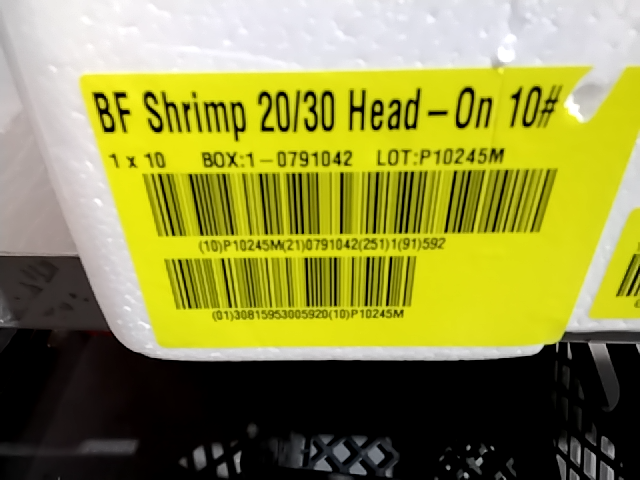 BF Shrimp 20/30 Head-On 10#
1 x 10 BOX:1-0791042 LOT:P10245M
(10)P10245M(21)0791042(251)1(91)592
(01)30815953005920(10)P10245M